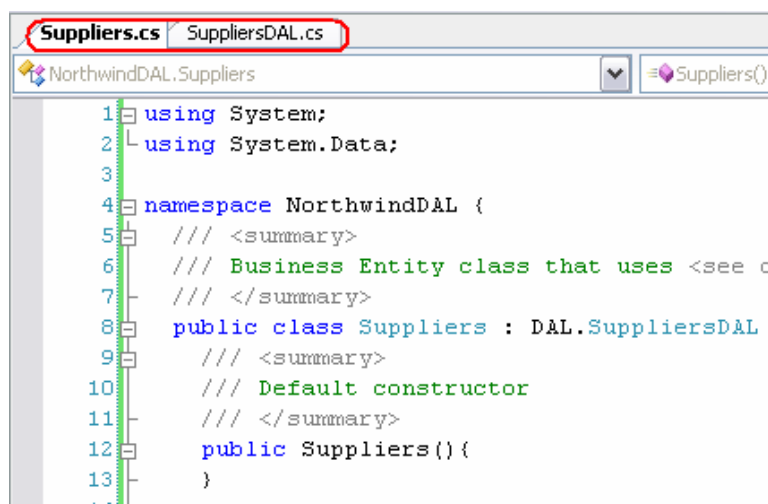 Suppliers.cs SuppliersDAL.cs
NorthwindDAL.Suppliers Suppliers()
1 using System;
2 using System.Data;
3
4 namespace NorthwindDAL {
5 /// <summary>
6 /// Business Entity class that uses <see
7 /// </summary>
8 public class Suppliers : DAL.SuppliersDAL
9 /// <summary>
10 /// Default constructor
11 /// </summary>
12 public Suppliers(){
13 }